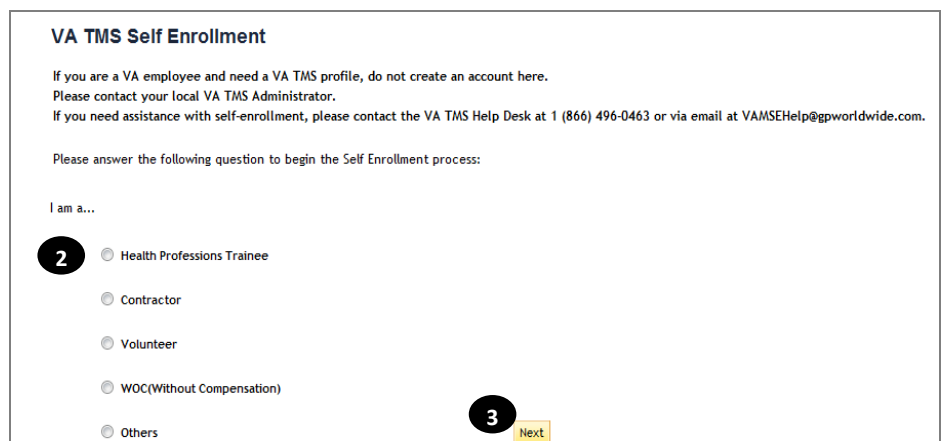 VA TMS Self Enrollment
If you are a VA employee and need a VA TMS profile, do not create an account here.
Please contact your local VA TMS Administrator.
If you need assistance with self-enrollment, please contact the VA TMS Help Desk at 1 (866) 496-0463 or via email at VAMSEHelp@gpworldwide.com.
Please answer the following question to begin the Self Enrollment process:
I am a...
2 Health Professions Trainee
Contractor
Volunteer
WOC(Without Compensation)
Others 3 Next